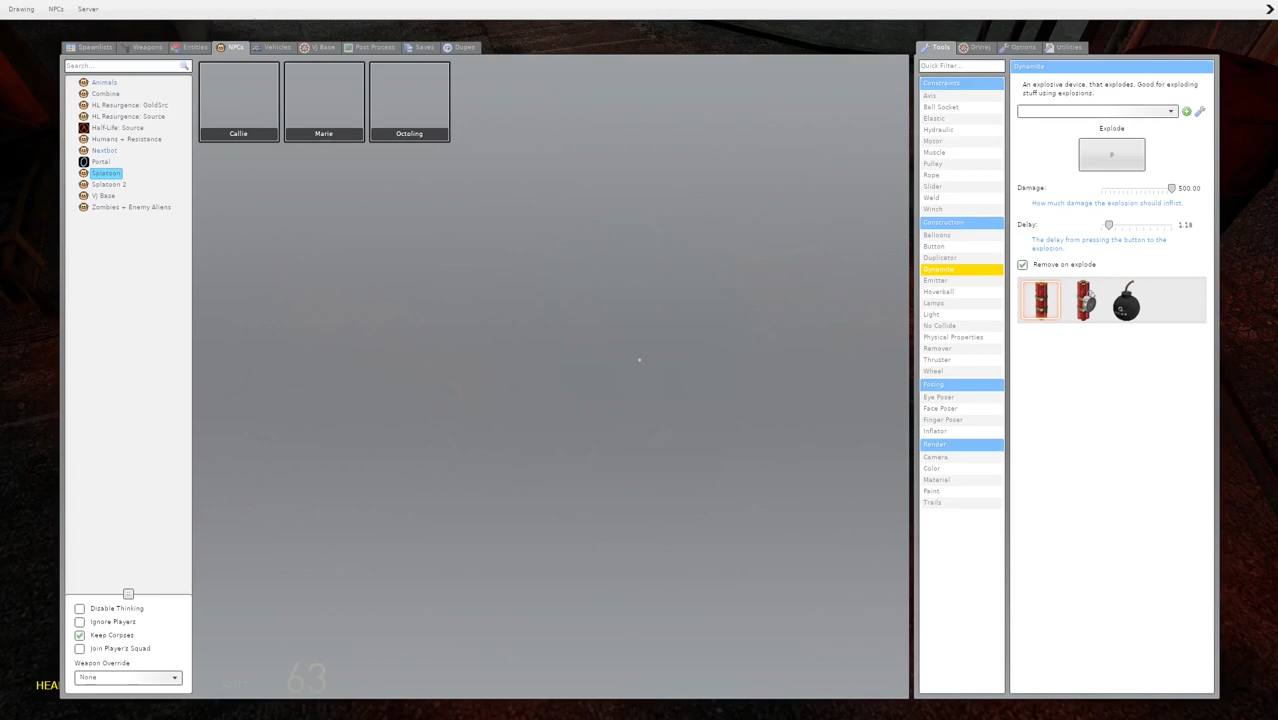 Drawing NPCs Server
Spawnlists Weapons Entities NPCs Vehicles VJ Base Post Process Saves Dupes
Search...
Animals
Combine
HL Resurgence: GoldSrc
HL Resurgence: Source
Half-Life: Source
Humans + Resistance
Nextbot
Portal
Splatoon
Splatoon 2
VJ Base
Zombies + Enemy Aliens
Callie Marie Octoling
Disable Thinking
Ignore Players
Keep Corpses
Join Player's Squad
Weapon Override
None
HEA
63
Tools Options Utilities
Quick Filter...
Constraints
Axis
Ball Socket
Elastic
Hydraulic
Motor
Muscle
Pulley
Rope
Slider
Weld
Winch
Construction
Balloons
Button
Duplicator
Dynamite
Emitter
Hoverball
Lamps
Light
No Collide
Physical Properties
Remover
Thruster
Wheel
Posing
Eye Poser
Face Poser
Finger Poser
Inflator
Render
Camera
Color
Material
Paint
Trails
Dynamite
An explosive device, that explodes. Good for exploding
stuff using explosions.
Explode
Damage: 500.00
How much damage the explosion should inflict.
Delay: 1.18
The delay from pressing the button to the
explosion.
Remove on explode